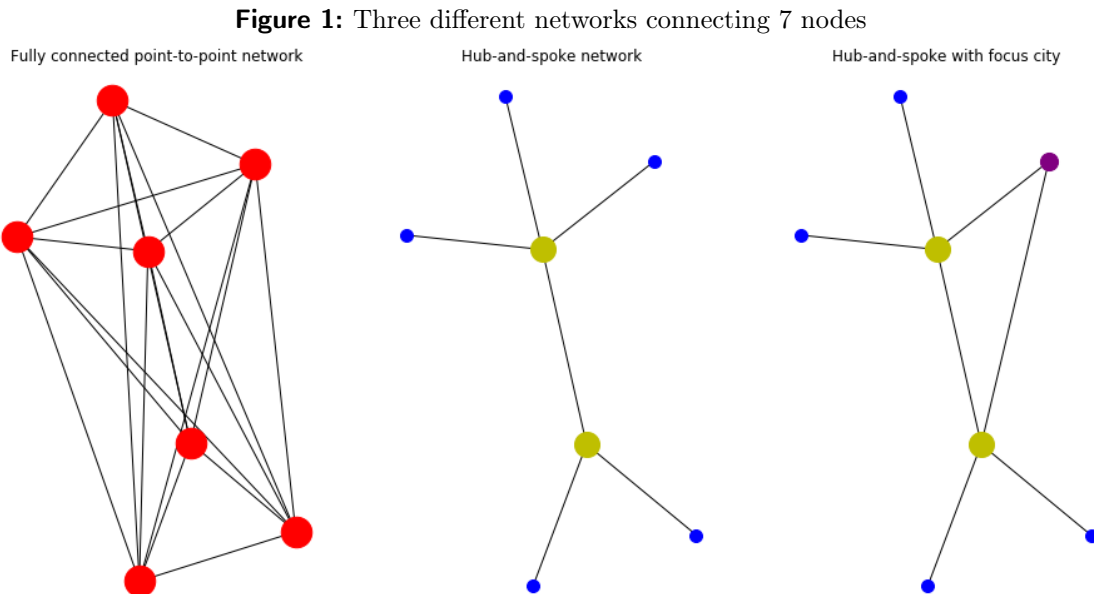 Figure 1: Three different networks connecting 7 nodes
Fully connected point-to-point network
Hub-and-spoke network
Hub-and-spoke with focus city